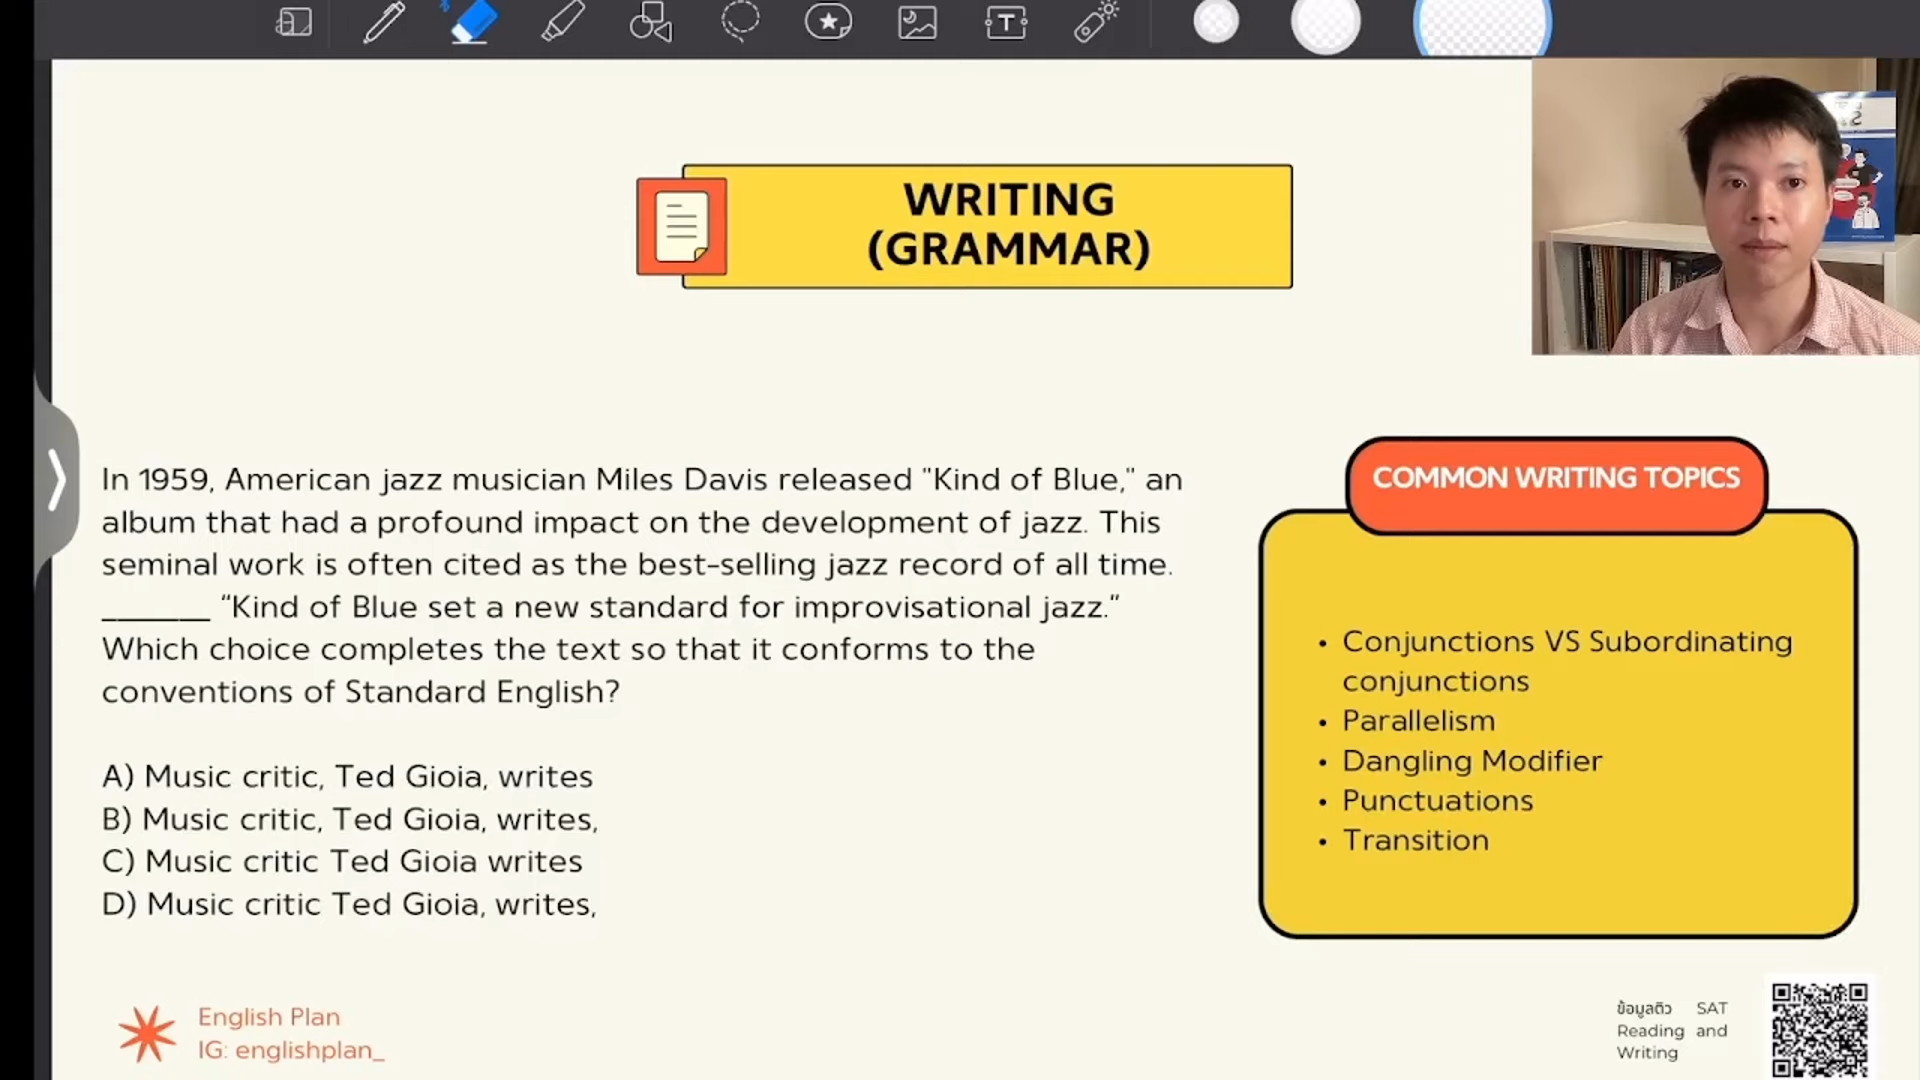 WRITING
(GRAMMAR)
In 1959, American jazz musician Miles Davis released "Kind of Blue," an
album that had a profound impact on the development of jazz. This
seminal work is often cited as the best-selling jazz record of all time.
_______ “Kind of Blue set a new standard for improvisational jazz.”
Which choice completes the text so that it conforms to the
conventions of Standard English?
A) Music critic, Ted Gioia, writes
B) Music critic, Ted Gioia, writes,
C) Music critic Ted Gioia writes
D) Music critic Ted Gioia, writes,
COMMON WRITING TOPICS
• Conjunctions VS Subordinating
conjunctions
• Parallelism
• Dangling Modifier
• Punctuations
• Transition
English Plan
IG: englishplan_
ข้อมูลติว SAT
Reading and
Writing